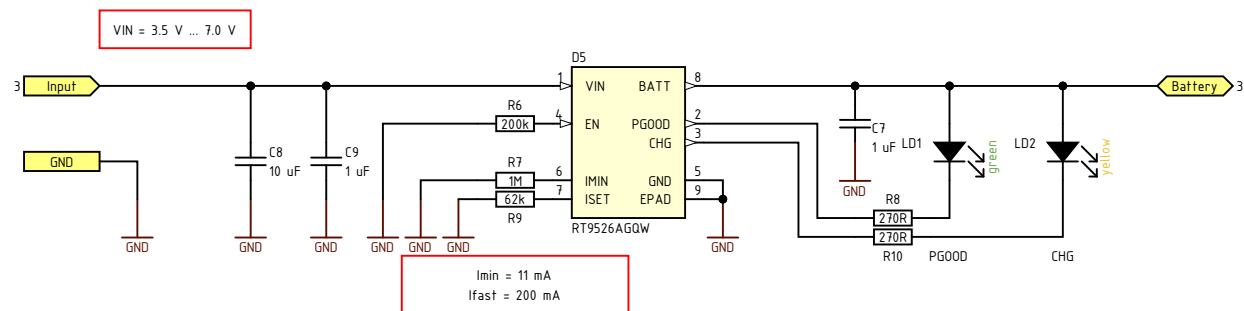 VIN = 3.5 V ... 7.0 V
D5
3 Input
1 VIN
BATT 8
Battery 3
R6
200k
4 EN
PGOOD 2
CHG 3
C7
1 uF
LD1
green
LD2
yellow
GND
C8
10 uF
C9
1 uF
R7
1M
6 IMIN
GND 5
62k
7 ISET
EPAD 9
R9
RT9526AGQW
GND
R8
270R
270R
R10
PGOOD
CHG
GND
GND
GND
GND
GND
GND
GND
Imin = 11 mA
Ifast = 200 mA